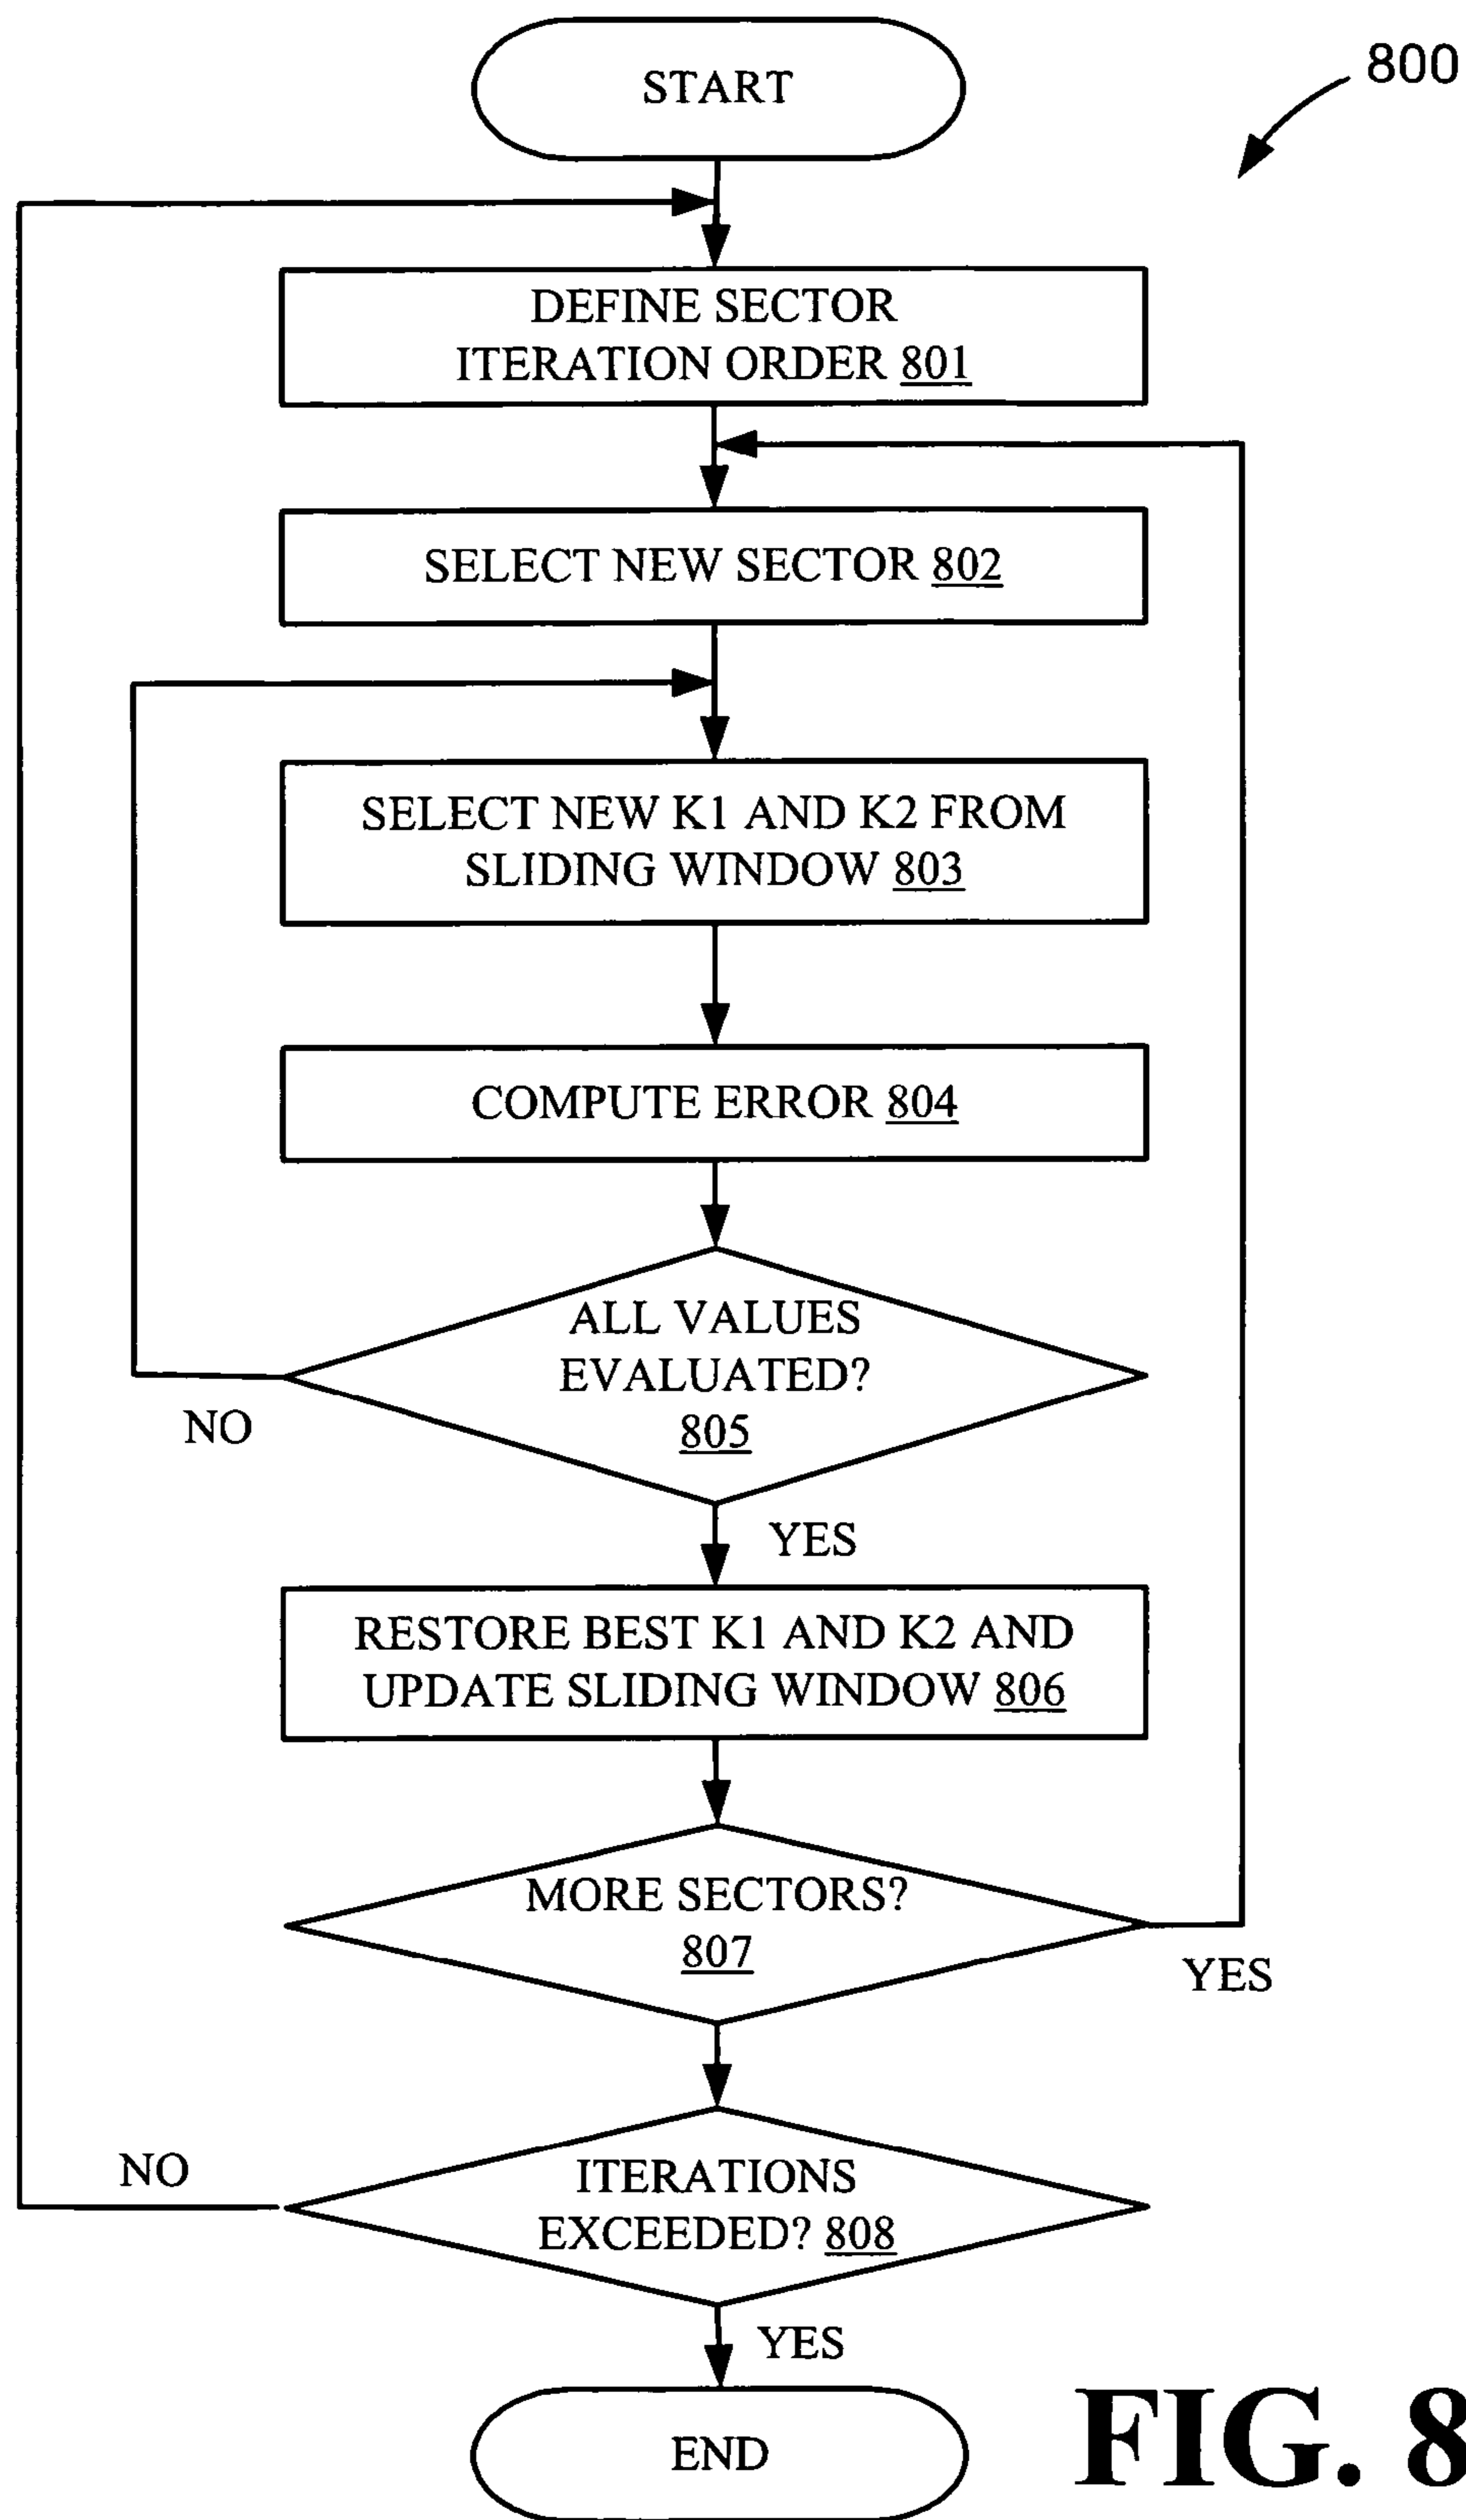 START
800
DEFINE SECTOR
ITERATION ORDER 801
SELECT NEW SECTOR 802
SELECT NEW K1 AND K2 FROM
SLIDING WINDOW 803
COMPUTE ERROR 804
ALL VALUES
EVALUATED?
805
NO
YES
RESTORE BEST K1 AND K2 AND
UPDATE SLIDING WINDOW 806
MORE SECTORS?
807
YES
NO
ITERATIONS
EXCEEDED? 808
YES
END
FIG. 8